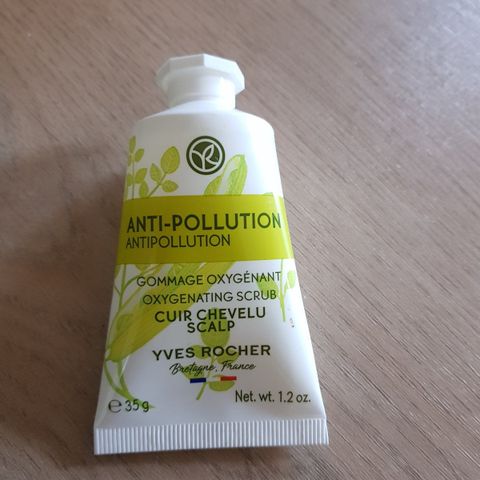 ANTI-POLLUTION
ANTIPOLLUTION
GOMMAGE OXYGÉNANT
OXYGENATING SCRUB
CUIR CHEVELU
SCALP
YVES ROCHER
Bretagne, France
℮ 35 g Net. wt. 1.2 oz.